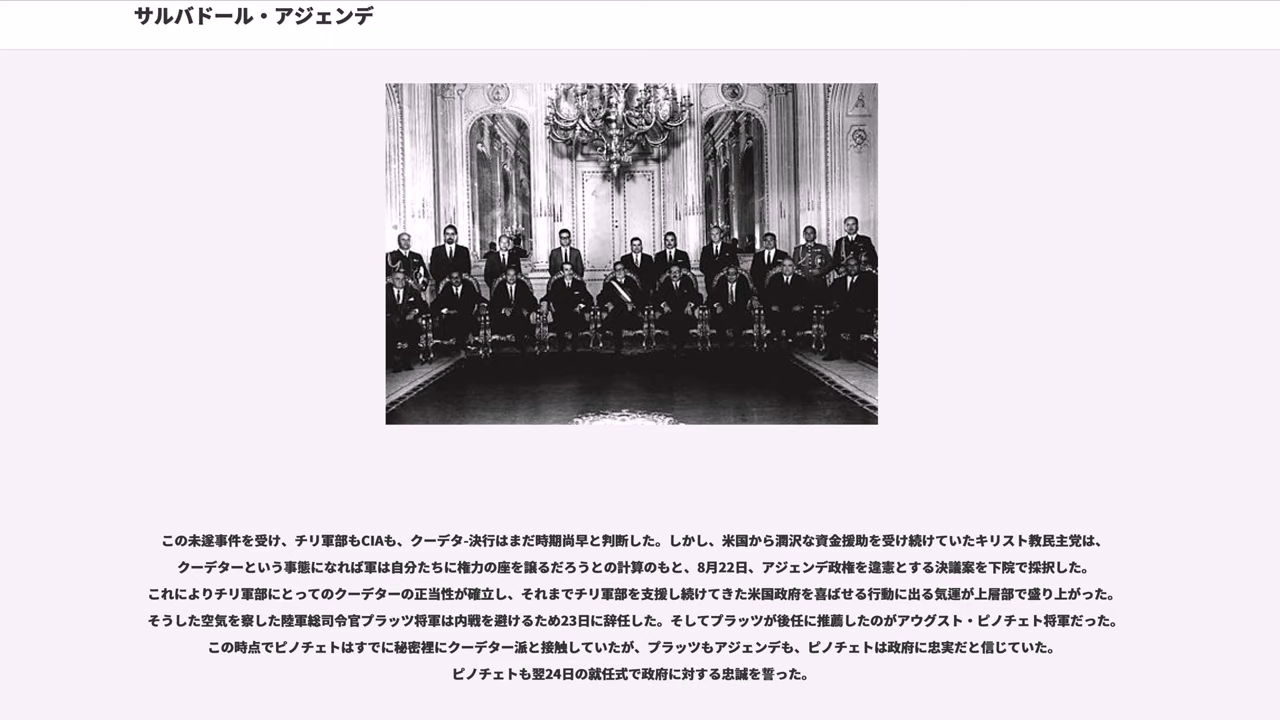 サルバドール・アジェンデ
この未遂事件を受け、チリ軍部もCIAも、クーデタ-決行はまだ時期尚早と判断した。しかし、米国から潤沢な資金援助を受け続けていたキリスト教民主党は、
クーデターという事態になれば軍は自分たちに権力の座を譲るだろうとの計算のもと、8月22日、アジェンデ政権を違憲とする決議案を下院で採択した。
これによりチリ軍部にとってのクーデターの正当性が確立し、それまでチリ軍部を支援し続けてきた米国政府を喜ばせる行動に出る気運が上層部で盛り上がった。
そうした空気を察した陸軍総司令官プラッツ将軍は内戦を避けるため23日に辞任した。そしてプラッツが後任に推薦したのがアウグスト・ピノチェト将軍だった。
この時点でピノチェトはすでに秘密裡にクーデター派と接触していたが、プラッツもアジェンデも、ピノチェトは政府に忠実だと信じていた。
ピノチェトも翌24日の就任式で政府に対する忠誠を誓った。